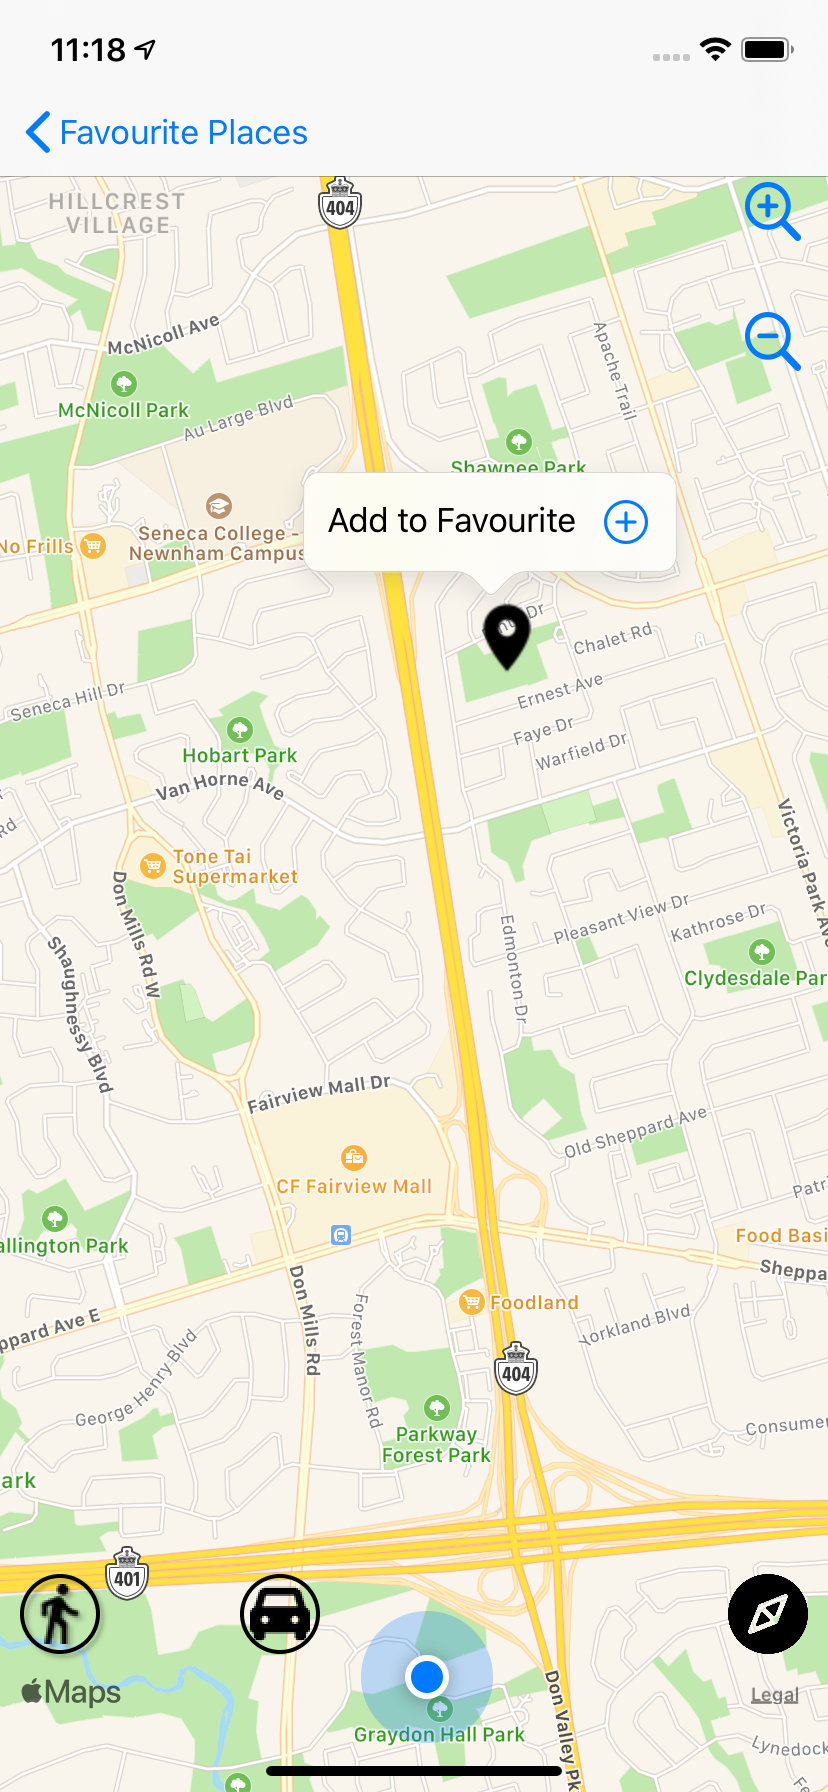 11:18
Favourite Places
HILLCREST
VILLAGE
404
McNicoll Ave
Apache Trail
McNicoll Park
Au Large Blvd
Shawnee Park
Seneca College -
Newnham Campus
No Frills
Add to Favourite
Dr
Chalet Rd
Seneca Hill Dr
Ernest Ave
Faye Dr
Warfield Dr
Hobart Park
Van Horne Ave
Rd
Tone Tai
Supermarket
Victoria Park Ave
Don Mills Rd W
Pleasant View Dr
Kathrose Dr
Edmonton Dr
Shaughnessy Blvd
Clydesdale Par
Fairview Mall Dr
Old Sheppard Ave
CF Fairview Mall
Patri
allington Park
Food Basi
Sheppa
Don Mills Rd
Foodland
Forest Manor Rd
ppard Ave E
Yorkland Blvd
George Henry Blvd
404
Parkway
Forest Park
Consumer
ark
401
Maps
Legal
Don Valley Pk
Graydon Hall Park
Lynedock